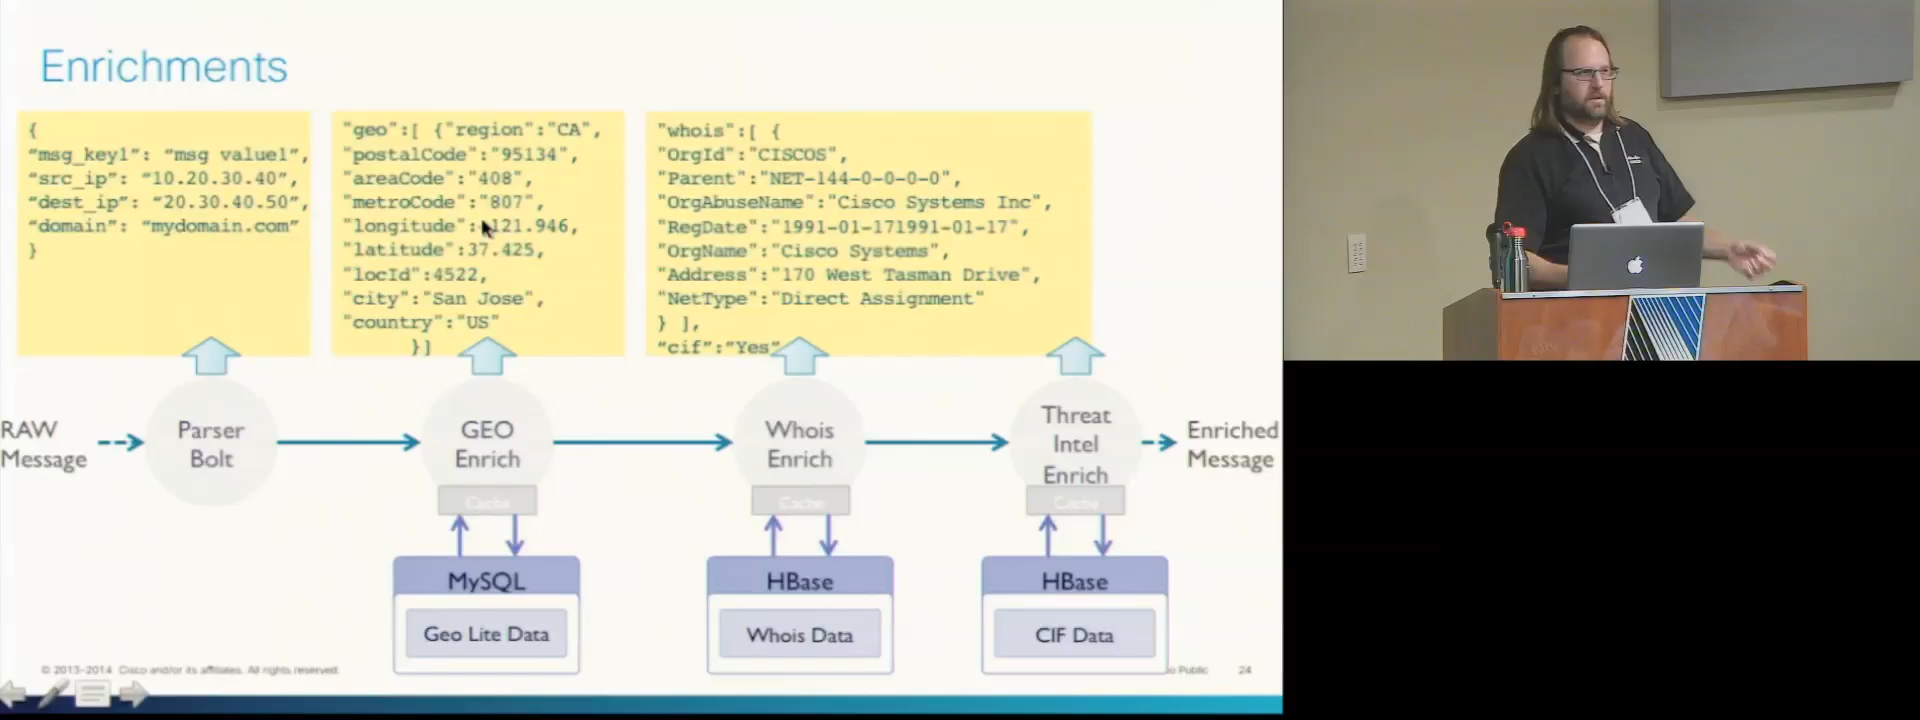 Enrichments
{
"msg_key1": "msg value1",
"src_ip": "10.20.30.40",
"dest_ip": "20.30.40.50",
"domain": "mydomain.com"
}
"geo":[ {"region":"CA",
"postalCode":"95134",
"areaCode":"408",
"metroCode":"807",
"longitude":-121.946,
"latitude":37.425,
"locId":4522,
"city":"San Jose",
"country":"US"
}]
"whois":[ {
"OrgId":"CISCOS",
"Parent":"NET-144-0-0-0-0",
"OrgAbuseName":"Cisco Systems Inc",
"RegDate":"1991-01-171991-01-17",
"OrgName":"Cisco Systems",
"Address":"170 West Tasman Drive",
"NetType":"Direct Assignment"
} ],
"cif":"Yes"
RAW
Message
Parser
Bolt
GEO
Enrich
Cache
Whois
Enrich
Cache
Threat
Intel
Enrich
Cache
Enriched
Message
MySQL
Geo Lite Data
HBase
Whois Data
HBase
CIF Data
© 2013-2014 Cisco and/or its affiliates. All rights reserved.
Public
24